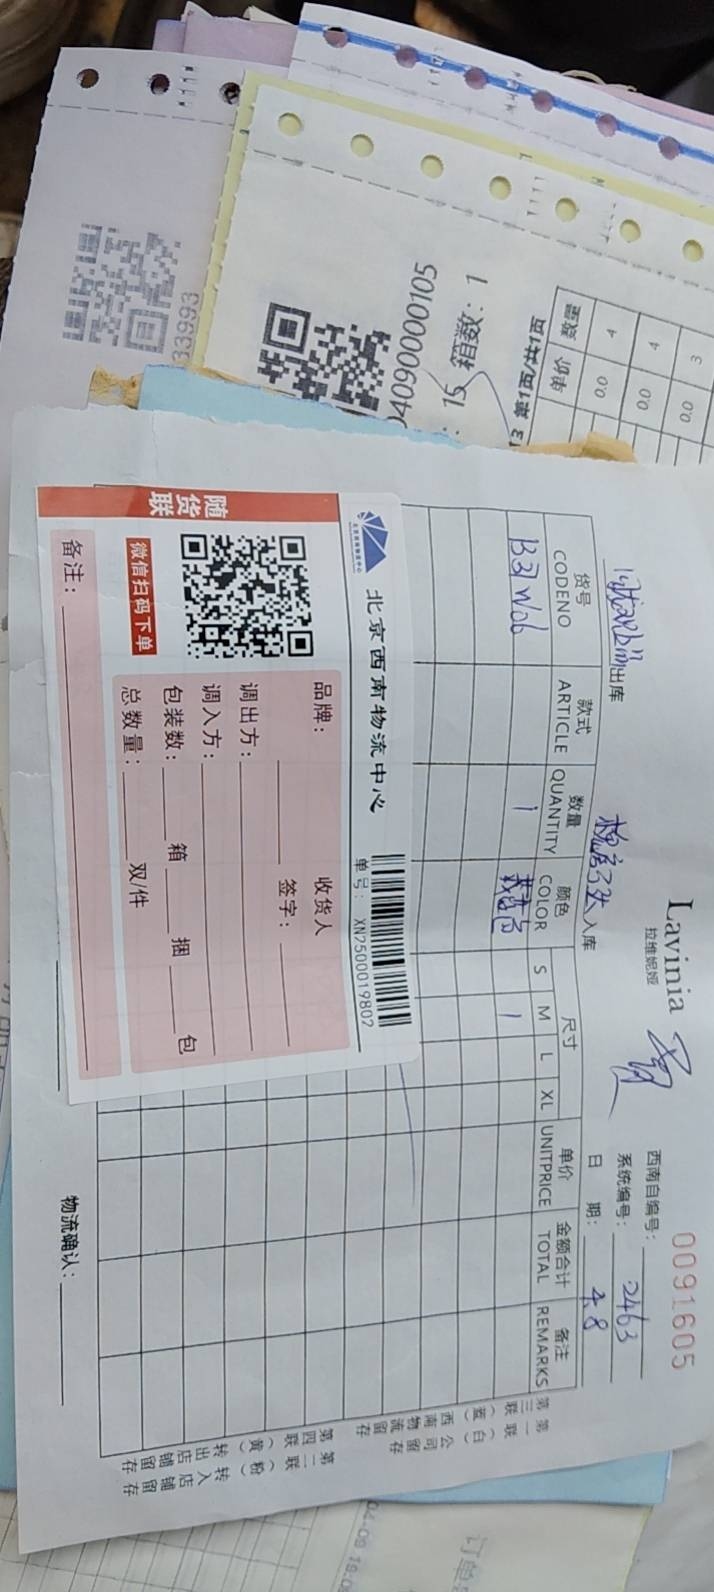 33993
040900000105
: 15 箱数: 1
第1页/共1页
数量
单价
4
0.0
4
0.0
3
0.0
Lavinia
拉维妮娅
0091605
西南自编号:
系统编号: 2463
日 期: 4.8
出库
入库
货号 款式 数量 颜色 尺寸 单价 金额合计 备注
CODENO ARTICLE QUANTITY COLOR S M L XL UNITPRICE TOTAL REMARKS
1 1
第一联(白)西南物流公司留存
第二联(粉)转入店铺留存
第三联(蓝)
第四联(黄)转出店铺留存
物流确认:
北京西南物流中心
单号: XN2500019802
随货联
微信扫码下单
品牌:
收货人
签字:
调出方:
调入方:
包装数: 箱 捆 包
总数量: 双/件
备注: